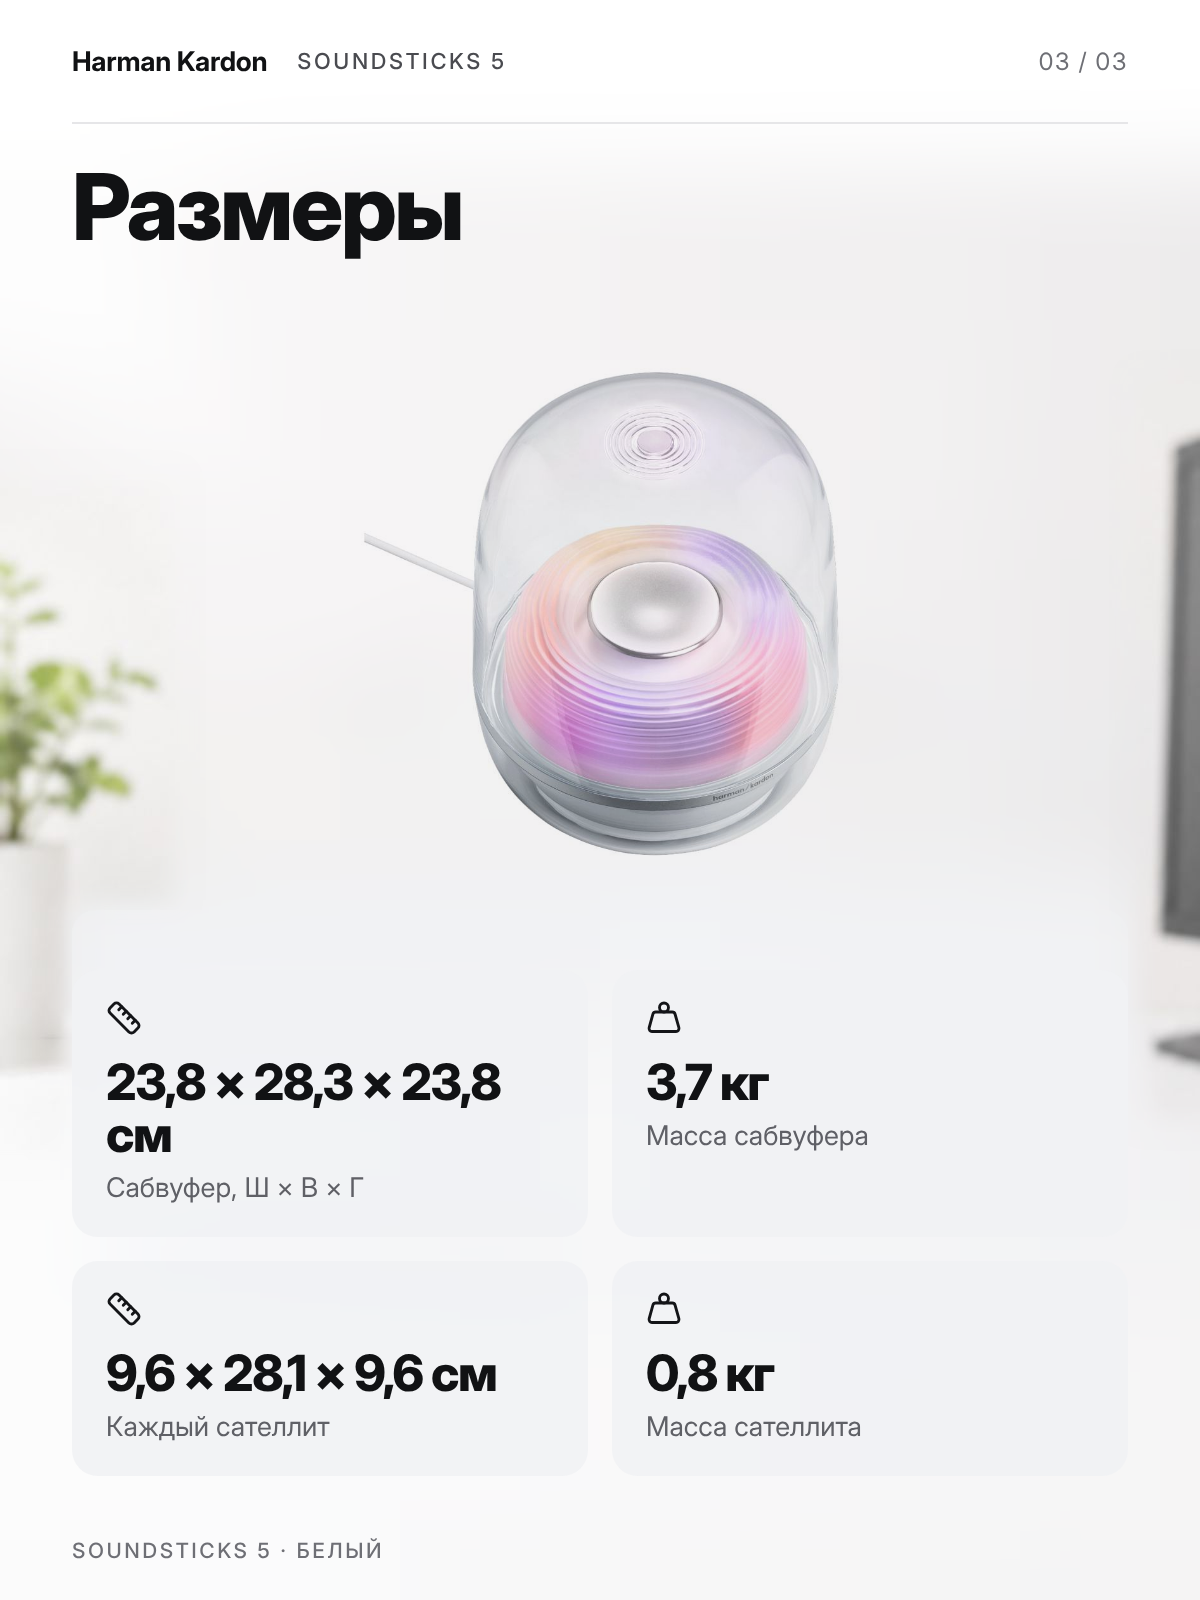 Harman Kardon SOUNDSTICKS 5 03 / 03
Размеры
harman / kardon
23,8 × 28,3 × 23,8
см
Сабвуфер, Ш × В × Г
3,7 кг
Масса сабвуфера
9,6 × 28,1 × 9,6 см
Каждый сателлит
0,8 кг
Масса сателлита
SOUNDSTICKS 5 · БЕЛЫЙ